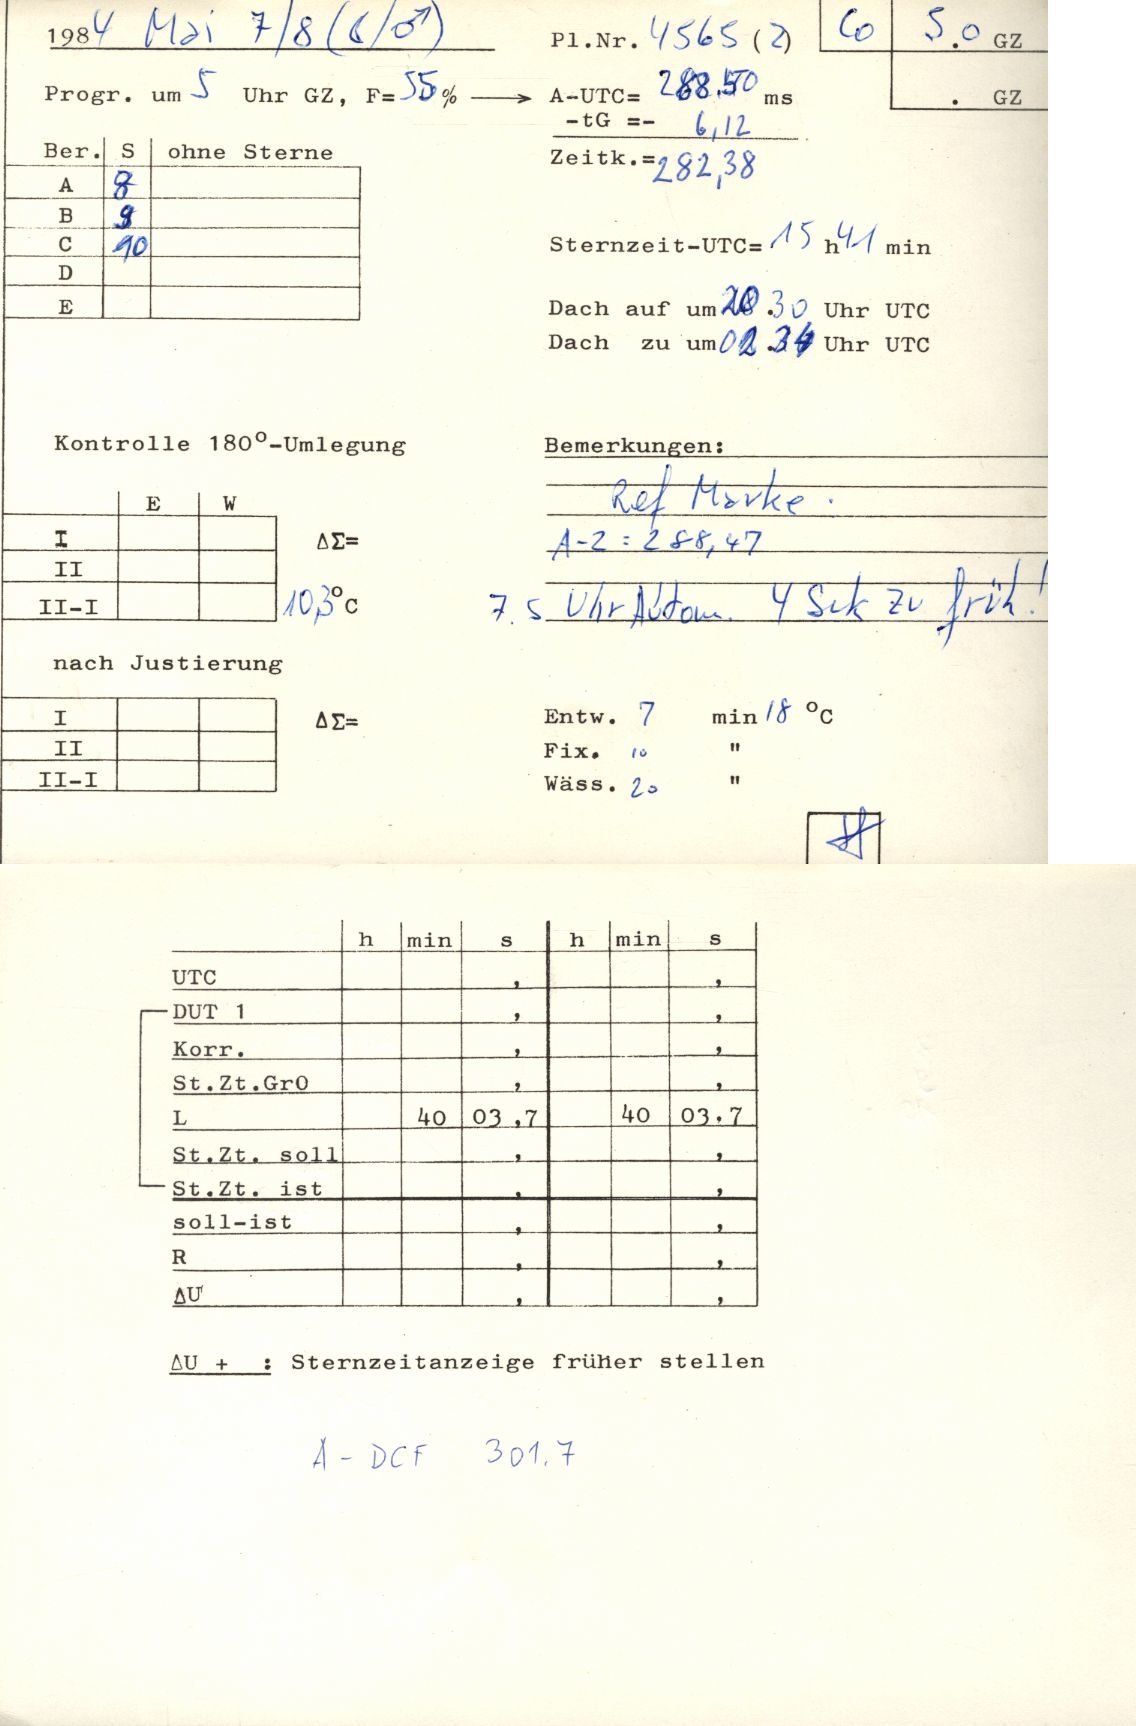 1984 Mai 7/8 (☾/♂) Pl.Nr. 4565 (2) Co 5.0 GZ
Progr. um 5 Uhr GZ, F=55% → A-UTC= 288.50 ms . GZ
-tG =- 6,12
Zeitk.=282,38
Ber. S ohne Sterne
A 8
B 9
C 10
D
E
Sternzeit-UTC= 15 h 41 min
Dach auf um 20.30 Uhr UTC
Dach zu um 02.34 Uhr UTC
Kontrolle 180°-Umlegung
E W
I ΔΣ=
II
II-I 10,3°C
Bemerkungen:
Ref Marke.
A-2 = 288,47
7.5 Uhr Autom. 4 Sek zu früh!
nach Justierung
I ΔΣ=
II
II-I
Entw. 7 min 18 °C
Fix. 10 "
Wäss. 20 "
h min s h min s
UTC , ,
DUT 1 , ,
Korr. , ,
St.Zt.GrO , ,
L 40 03,7 40 03.7
St.Zt. soll , ,
St.Zt. ist , ,
soll-ist , ,
R , ,
ΔU , ,
ΔU + : Sternzeitanzeige früher stellen
A - DCF 301.7